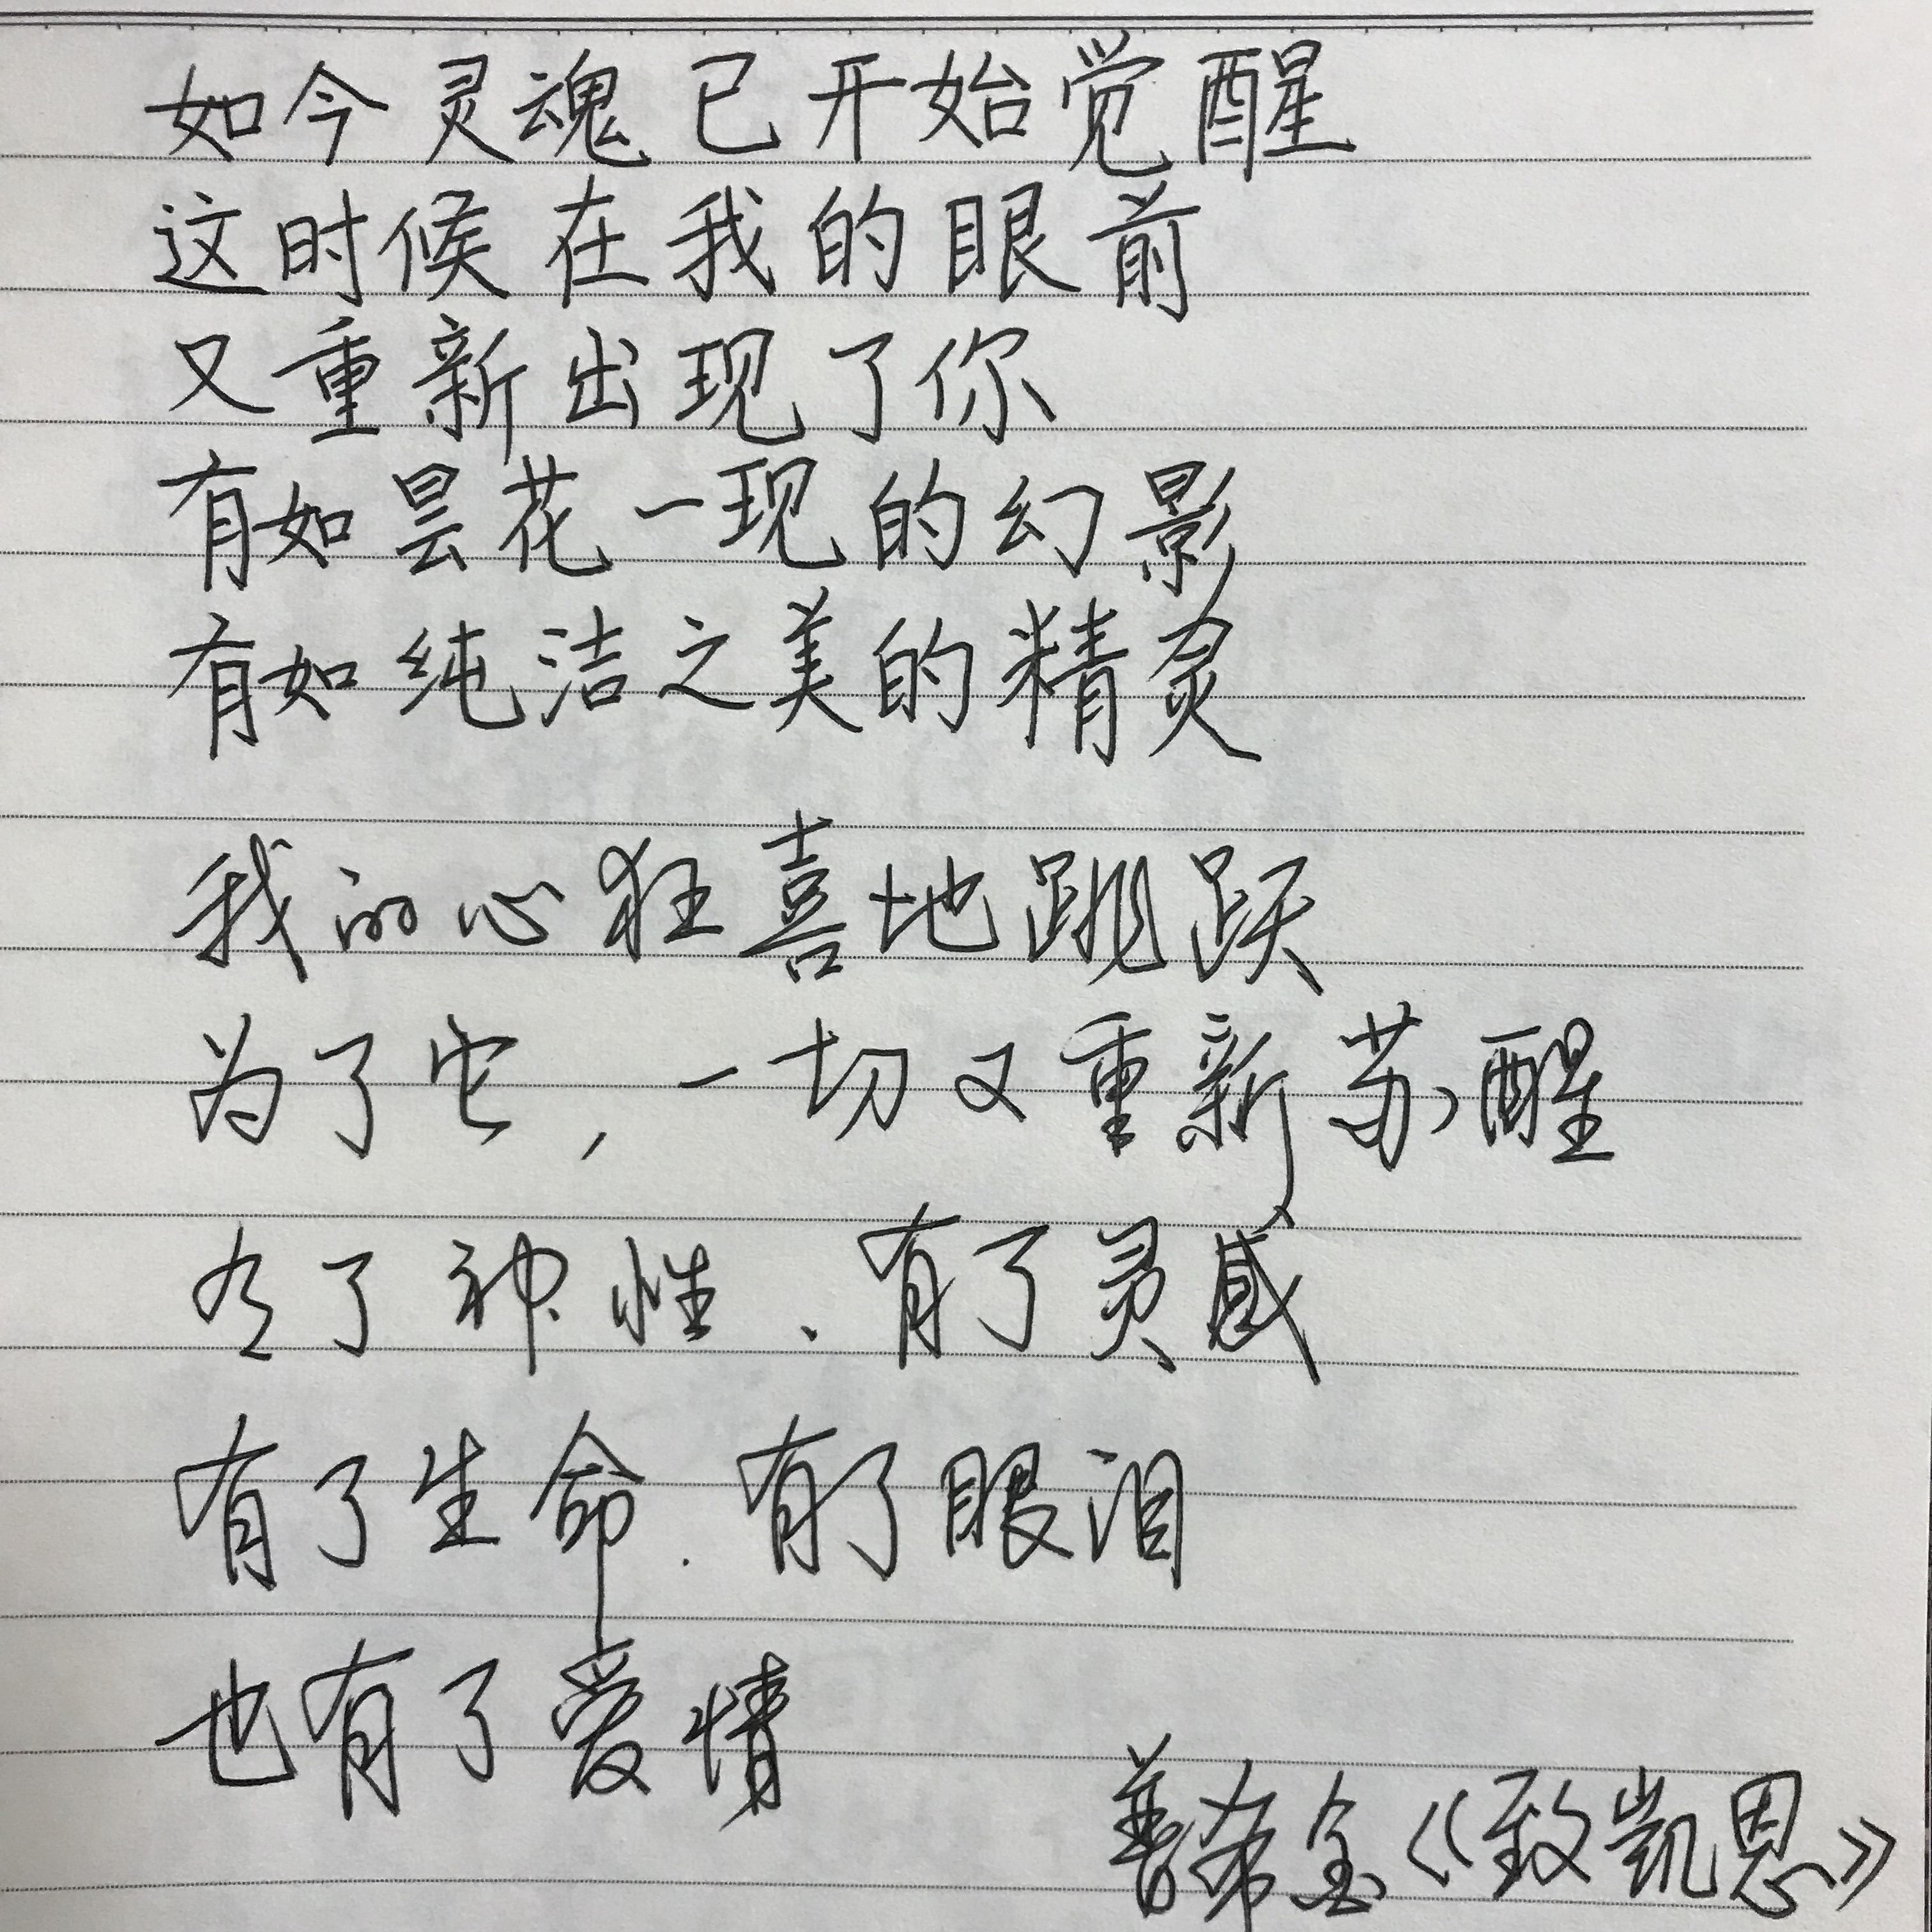 如今灵魂已开始觉醒
这时候在我的眼前
又重新出现了你
有如昙花一现的幻影
有如纯洁之美的精灵
我的心狂喜地跳跃
为了它,一切又重新苏醒
有了神性、有了灵感
有了生命.有了眼泪
也有了爱情
普希金《致凯恩》